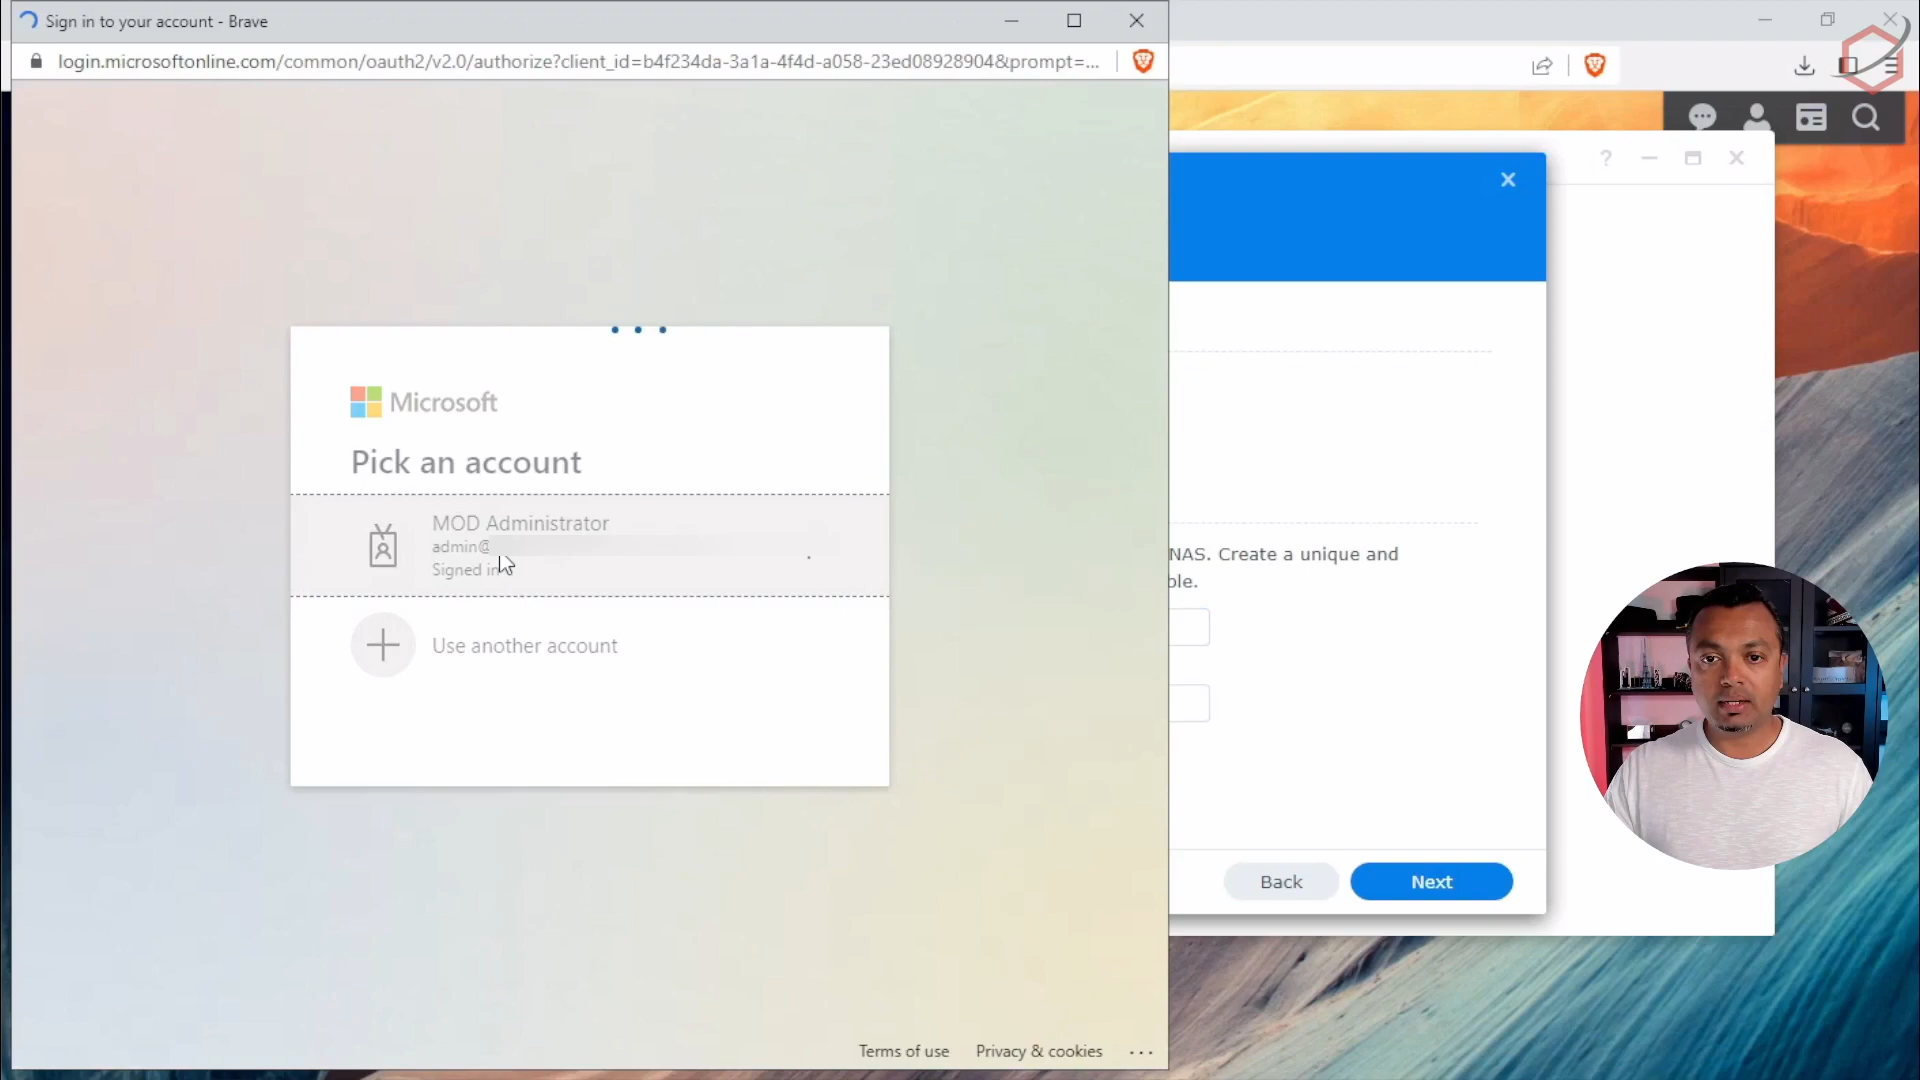 Sign in to your account - Brave
login.microsoftonline.com/common/oauth2/v2.0/authorize?client_id=b4f234da-3a1a-4f4d-a058-23ed08928904&prompt=...
Microsoft
Pick an account
MOD Administrator
admin@
Signed in
Use another account
Terms of use
Privacy & cookies
NAS. Create a unique and
ble.
Back
Next